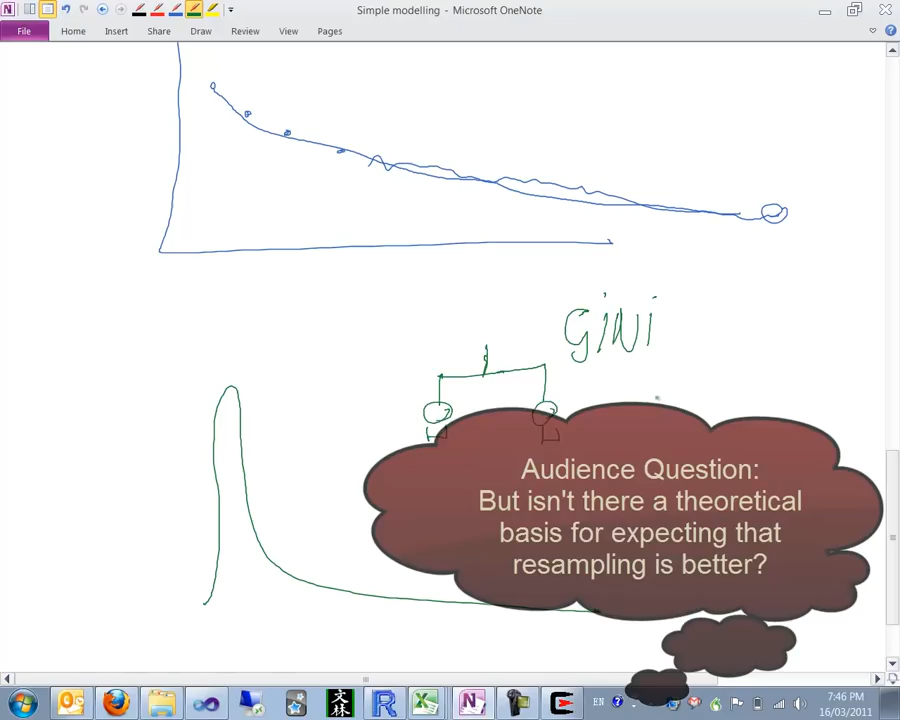 Simple modelling - Microsoft OneNote
File Home Insert Share Draw Review View Pages
GiNi
Audience Question:
But isn't there a theoretical
basis for expecting that
resampling is better?
EN
7:46 PM
16/03/2011